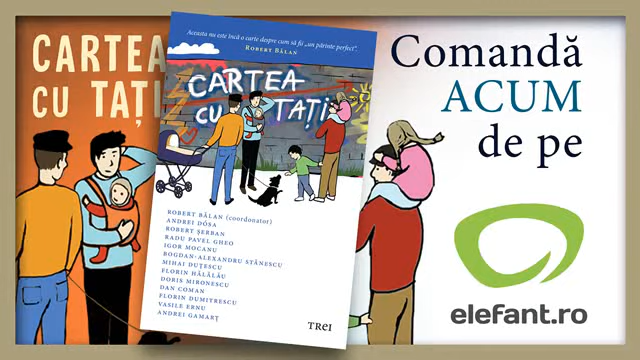 CARTEA
CU TAȚI
Aceasta nu este încă o carte despre cum să fii „un părinte perfect”.
ROBERT BĂLAN
CARTEA
CU TAȚI
ROBERT BĂLAN (coordonator)
ANDREI DÓSA
ROBERT ȘERBAN
RADU PAVEL GHEO
IGOR MOCANU
BOGDAN-ALEXANDRU STĂNESCU
MIHAI DUȚESCU
FLORIN HĂLĂLĂU
DORIS MIRONESCU
DAN COMAN
FLORIN DUMITRESCU
VASILE ERNU
ANDREI GAMARȚ
TREI
Comandă
ACUM
de pe
elefant.ro